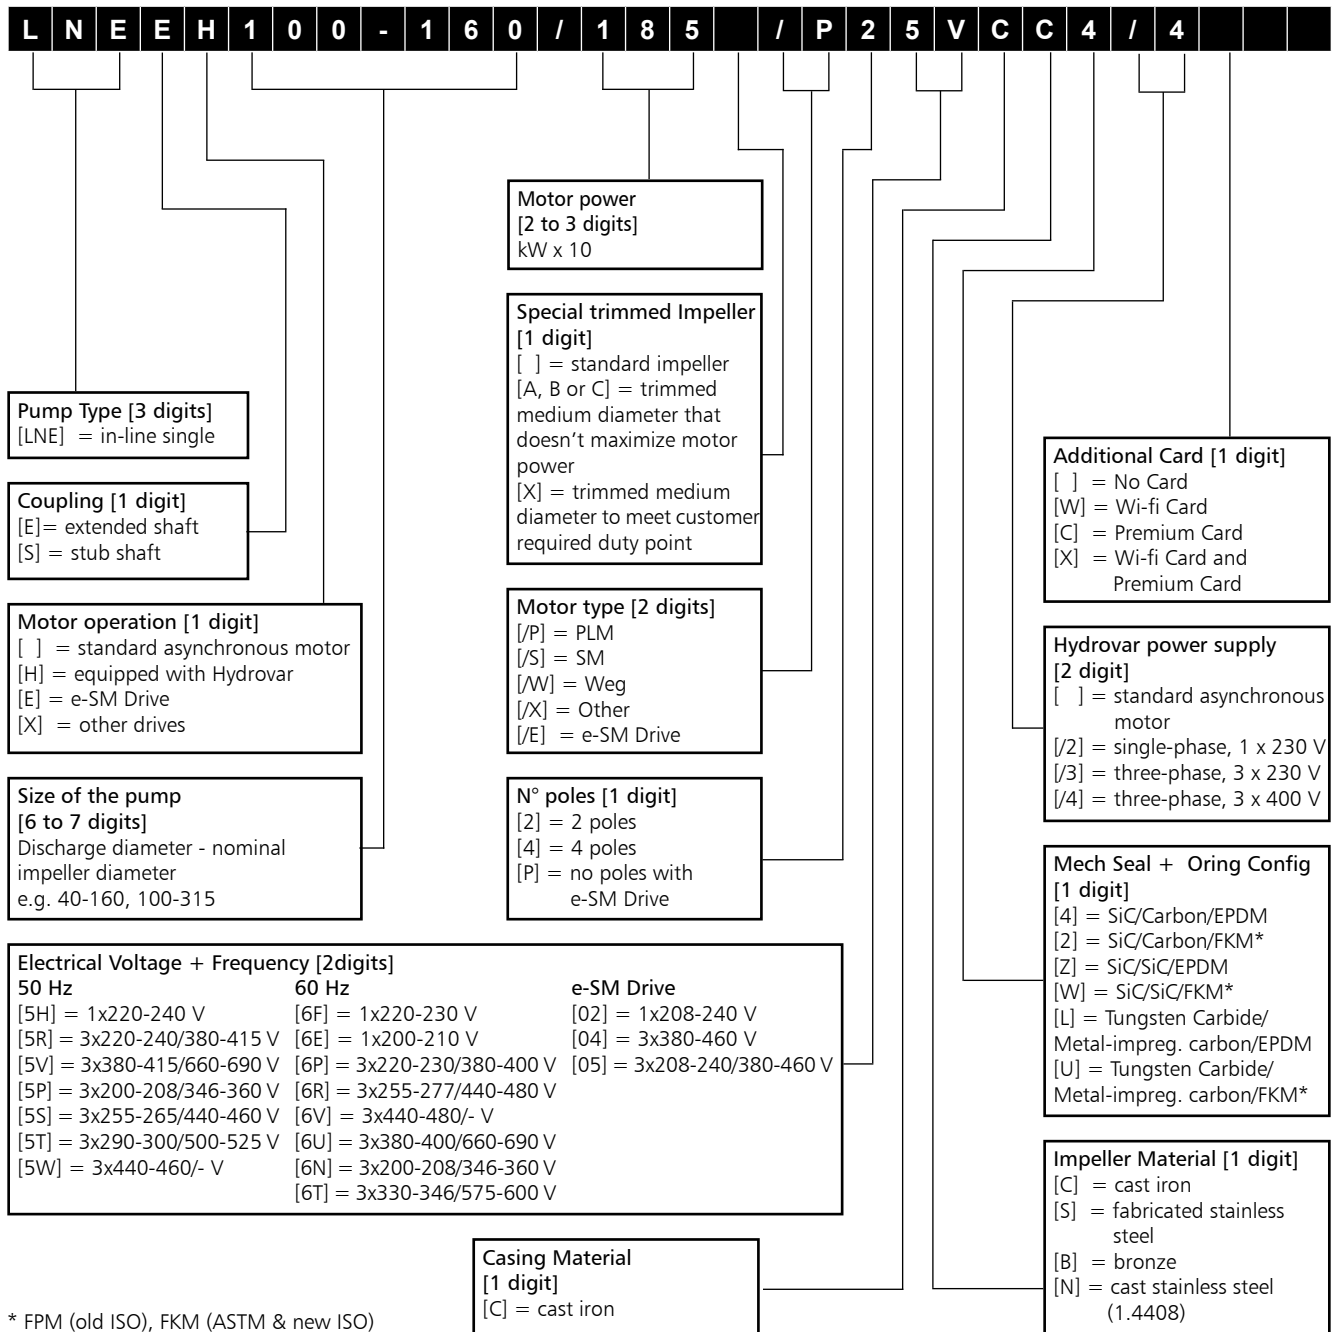 LNEEH100-160/185 /P25VCC4/4
Motor power
[2 to 3 digits]
kW x 10
Special trimmed Impeller
[1 digit]
[ ] = standard impeller
[A, B or C] = trimmed
medium diameter that
doesn't maximize motor
power
[X] = trimmed medium
diameter to meet customer
required duty point
Pump Type [3 digits]
[LNE] = in-line single
Coupling [1 digit]
[E]= extended shaft
[S] = stub shaft
Motor operation [1 digit]
[ ] = standard asynchronous motor
[H] = equipped with Hydrovar
[E] = e-SM Drive
[X] = other drives
Size of the pump
[6 to 7 digits]
Discharge diameter - nominal
impeller diameter
e.g. 40-160, 100-315
Motor type [2 digits]
[/P] = PLM
[/S] = SM
[/W] = Weg
[/X] = Other
[/E] = e-SM Drive
N° poles [1 digit]
[2] = 2 poles
[4] = 4 poles
[P] = no poles with
e-SM Drive
Additional Card [1 digit]
[ ] = No Card
[W] = Wi-fi Card
[C] = Premium Card
[X] = Wi-fi Card and
Premium Card
Hydrovar power supply
[2 digit]
[ ] = standard asynchronous
motor
[/2] = single-phase, 1 x 230 V
[/3] = three-phase, 3 x 230 V
[/4] = three-phase, 3 x 400 V
Mech Seal + Oring Config
[1 digit]
[4] = SiC/Carbon/EPDM
[2] = SiC/Carbon/FKM*
[Z] = SiC/SiC/EPDM
[W] = SiC/SiC/FKM*
[L] = Tungsten Carbide/
Metal-impreg. carbon/EPDM
[U] = Tungsten Carbide/
Metal-impreg. carbon/FKM*
Electrical Voltage + Frequency [2digits]
50 Hz 60 Hz e-SM Drive
[5H] = 1x220-240 V [6F] = 1x220-230 V [02] = 1x208-240 V
[5R] = 3x220-240/380-415 V [6E] = 1x200-210 V [04] = 3x380-460 V
[5V] = 3x380-415/660-690 V [6P] = 3x220-230/380-400 V [05] = 3x208-240/380-460 V
[5P] = 3x200-208/346-360 V [6R] = 3x255-277/440-480 V
[5S] = 3x255-265/440-460 V [6V] = 3x440-480/- V
[5T] = 3x290-300/500-525 V [6U] = 3x380-400/660-690 V
[5W] = 3x440-460/- V [6N] = 3x200-208/346-360 V
[6T] = 3x330-346/575-600 V
Impeller Material [1 digit]
[C] = cast iron
[S] = fabricated stainless
steel
[B] = bronze
[N] = cast stainless steel
(1.4408)
Casing Material
[1 digit]
[C] = cast iron
* FPM (old ISO), FKM (ASTM & new ISO)